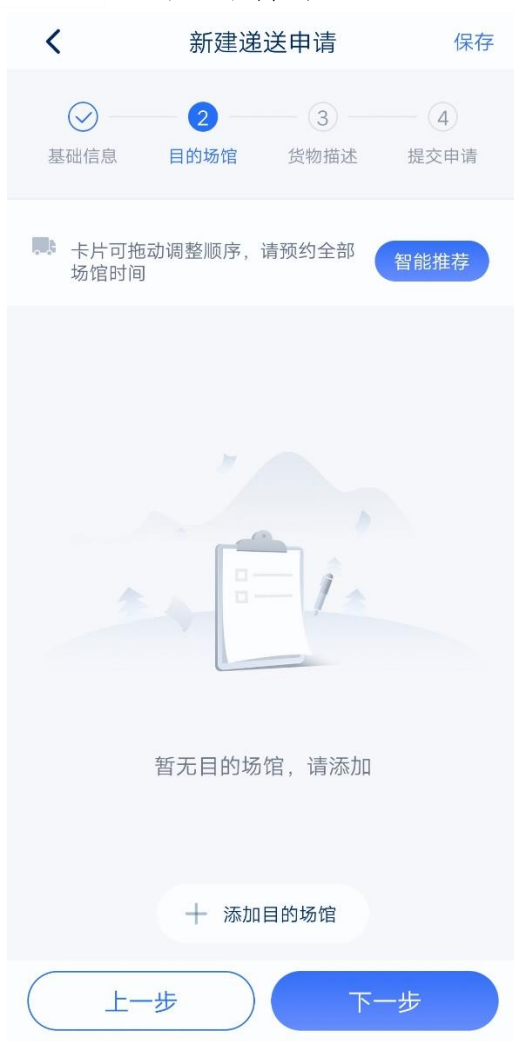 新建递送申请
保存
2
3
4
基础信息
目的场馆
货物描述
提交申请
卡片可拖动调整顺序，请预约全部
场馆时间
智能推荐
暂无目的场馆，请添加
添加目的场馆
上一步
下一步